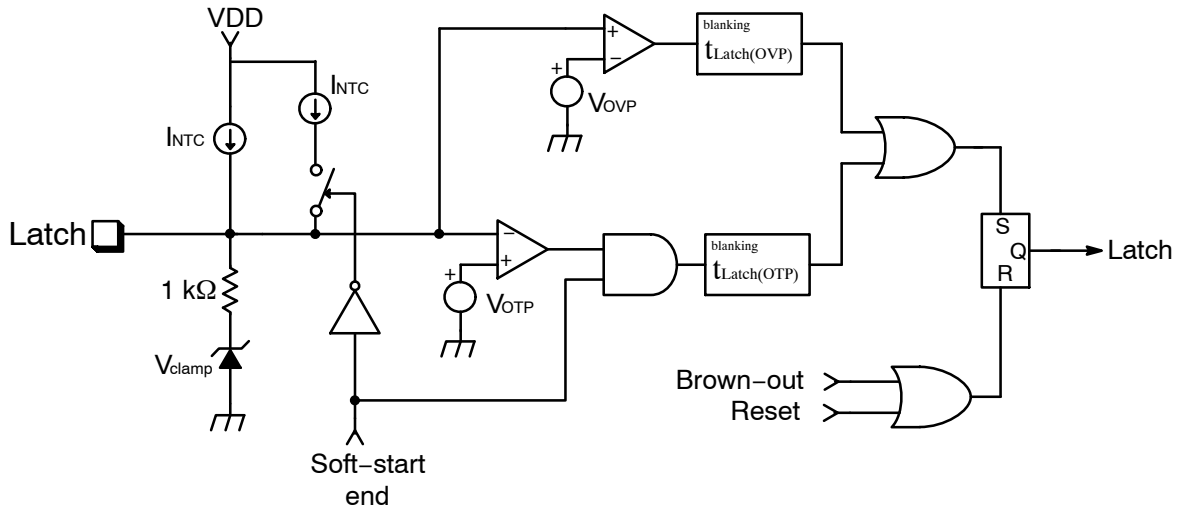 VDD
INTC
INTC
Latch
1 kΩ
Vclamp
Soft−start
end
+
−
+
VOVP
blanking
tLatch(OVP)
−
+
+
VOTP
blanking
tLatch(OTP)
S
Q
R
Latch
Brown−out
Reset